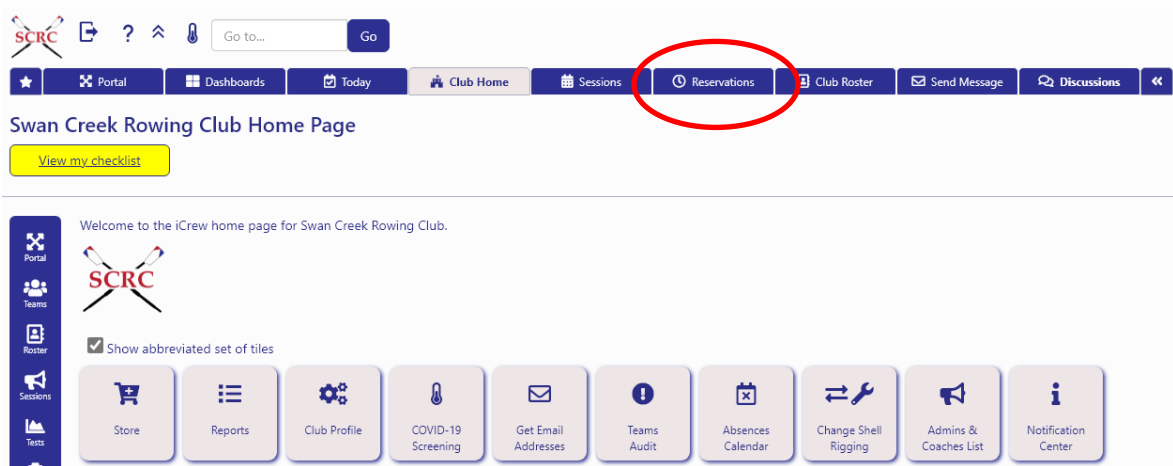 SCRC
?
Go to...
Go
Portal
Dashboards
Today
Club Home
Sessions
Reservations
Club Roster
Send Message
Discussions
«
Swan Creek Rowing Club Home Page
View my checklist
Welcome to the iCrew home page for Swan Creek Rowing Club.
Portal
Teams
Roster
Sessions
Tests
SCRC
Show abbreviated set of tiles
Store
Reports
Club Profile
COVID-19
Screening
Get Email
Addresses
Teams
Audit
Absences
Calendar
Change Shell
Rigging
Admins &
Coaches List
Notification
Center